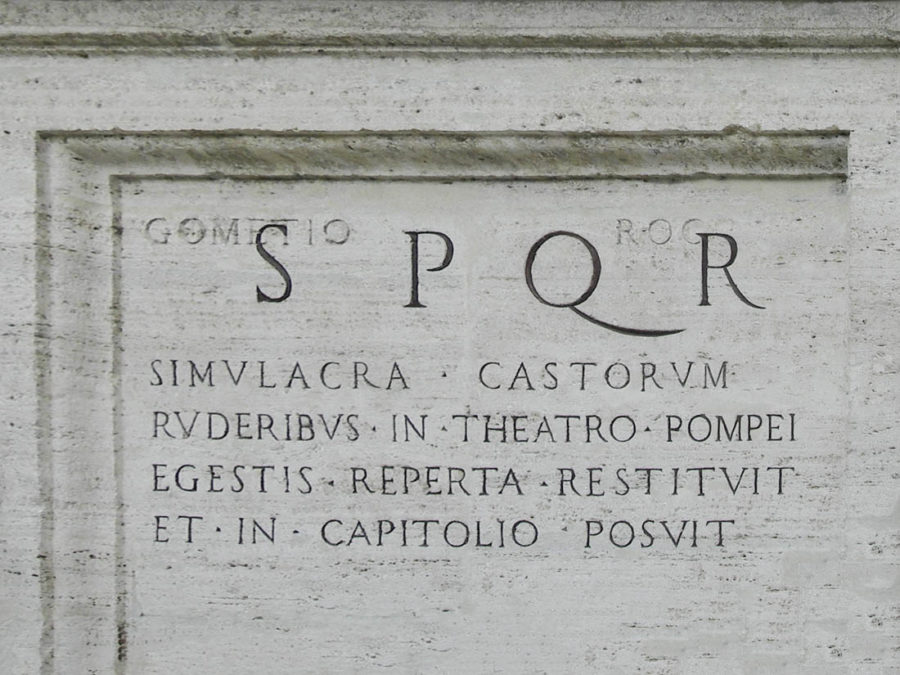 S P Q R
SIMVLACRA · CASTORVM
RVDERIBVS · IN · THEATRO · POMPEI
EGESTIS · REPERTA · RESTITVIT
ET · IN · CAPITOLIO · POSVIT